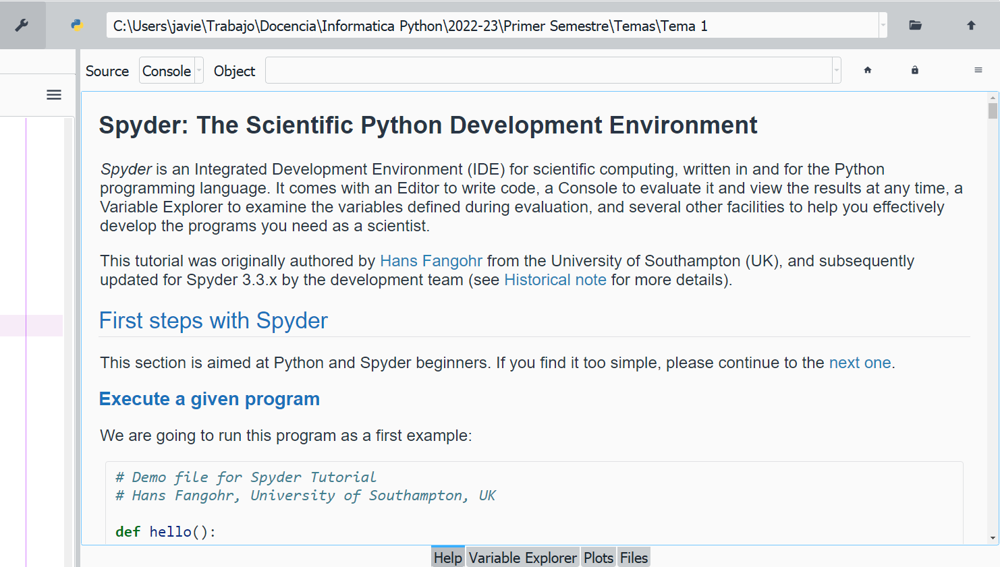 C:\Users\javie\Trabajo\Docencia\Informatica Python\2022-23\Primer Semestre\Temas\Tema 1
Source Console Object
Spyder: The Scientific Python Development Environment
Spyder is an Integrated Development Environment (IDE) for scientific computing, written in and for the Python
programming language. It comes with an Editor to write code, a Console to evaluate it and view the results at any time, a
Variable Explorer to examine the variables defined during evaluation, and several other facilities to help you effectively
develop the programs you need as a scientist.
This tutorial was originally authored by Hans Fangohr from the University of Southampton (UK), and subsequently
updated for Spyder 3.3.x by the development team (see Historical note for more details).
First steps with Spyder
This section is aimed at Python and Spyder beginners. If you find it too simple, please continue to the next one.
Execute a given program
We are going to run this program as a first example:
# Demo file for Spyder Tutorial
# Hans Fangohr, University of Southampton, UK
def hello():
Help Variable Explorer Plots Files